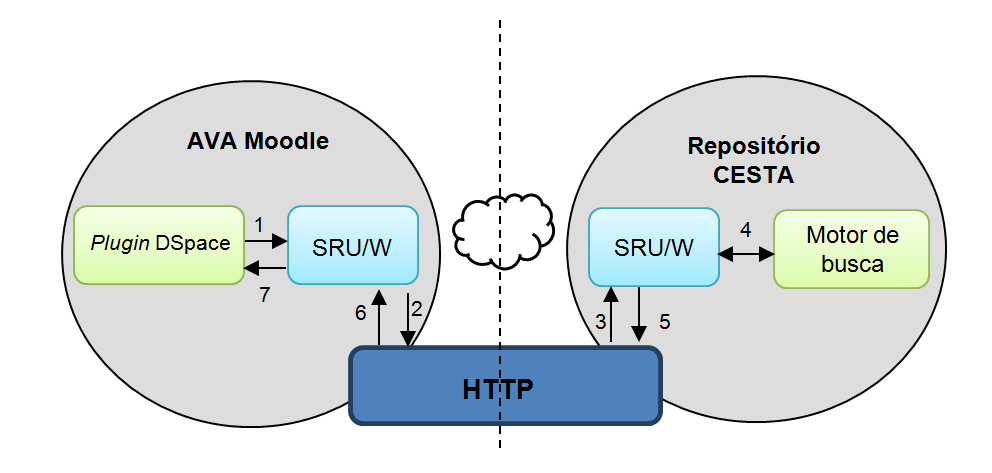 AVA Moodle
Plugin DSpace
1
7
SRU/W
6
2
HTTP
Repositório
CESTA
SRU/W
4
Motor de
busca
3
5